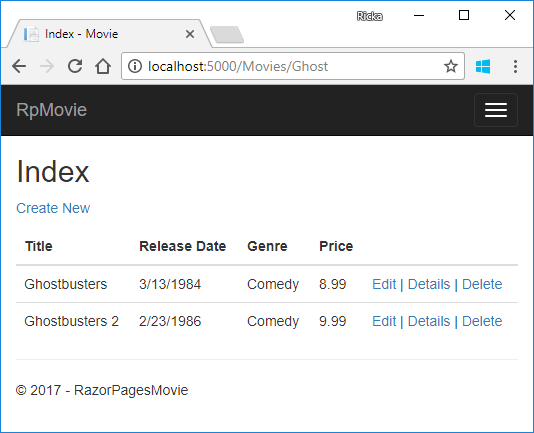 Ricka
Index - Movie
localhost:5000/Movies/Ghost
RpMovie
Index
Create New
Title Release Date Genre Price
Ghostbusters 3/13/1984 Comedy 8.99 Edit | Details | Delete
Ghostbusters 2 2/23/1986 Comedy 9.99 Edit | Details | Delete
© 2017 - RazorPagesMovie